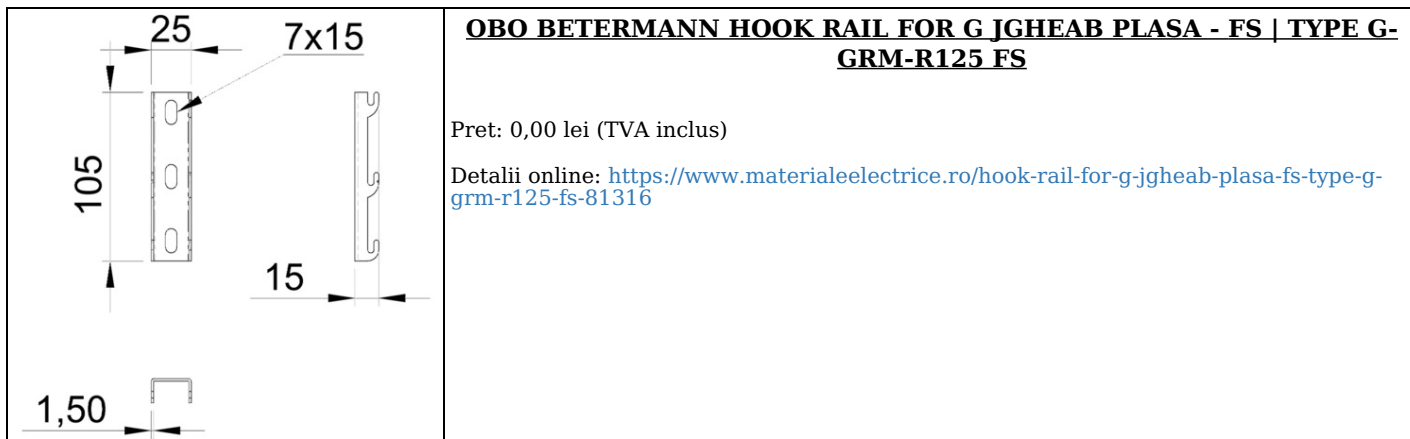 25
7x15
105
15
1,50
OBO BETERMANN HOOK RAIL FOR G JGHEAB PLASA - FS | TYPE G-
GRM-R125 FS
Pret: 0,00 lei (TVA inclus)
Detalii online: https://www.materialeelectrice.ro/hook-rail-for-g-jgheab-plasa-fs-type-g-
grm-r125-fs-81316